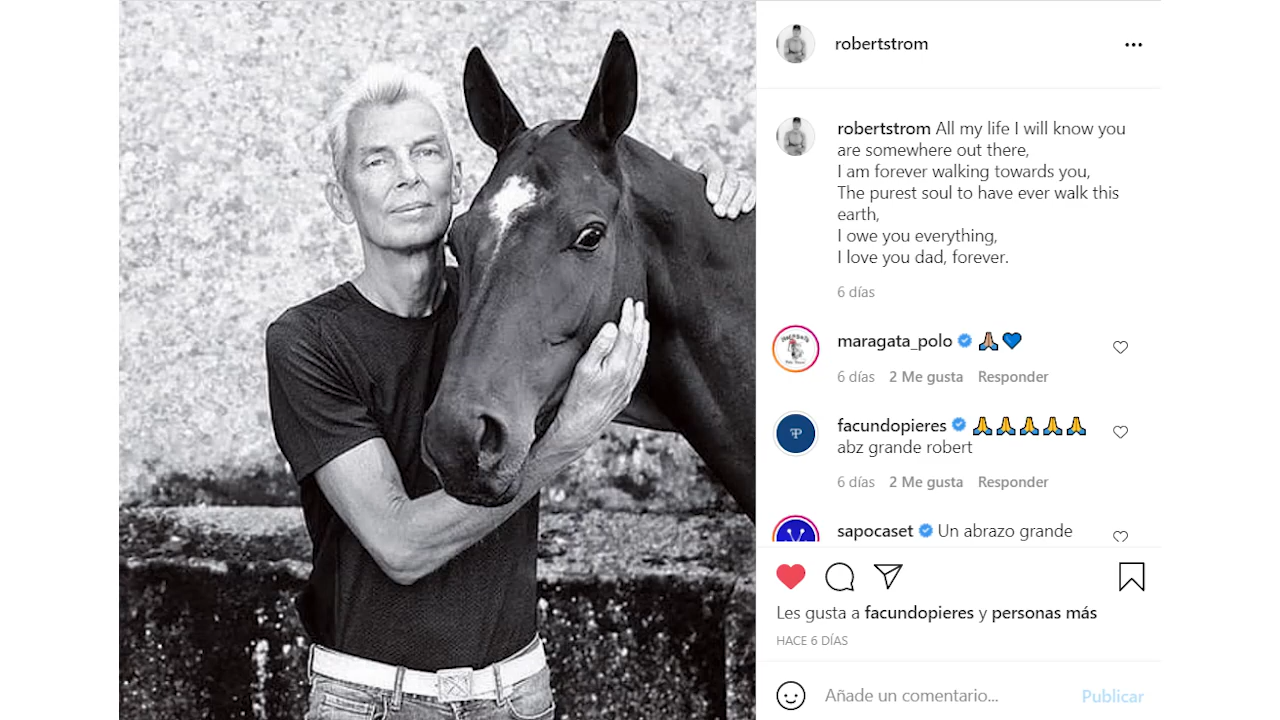 robertstrom
robertstrom All my life I will know you
are somewhere out there,
I am forever walking towards you,
The purest soul to have ever walk this
earth,
I owe you everything,
I love you dad, forever.
6 días
maragata_polo 🙏🏽💙
6 días 2 Me gusta Responder
facundopieres 🙏🙏🙏🙏🙏
abz grande robert
6 días 2 Me gusta Responder
sapocaset Un abrazo grande
Les gusta a facundopieres y personas más
HACE 6 DÍAS
Añade un comentario...
Publicar